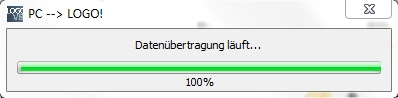 PC --> LOGO!
Datenübertragung läuft...
100%